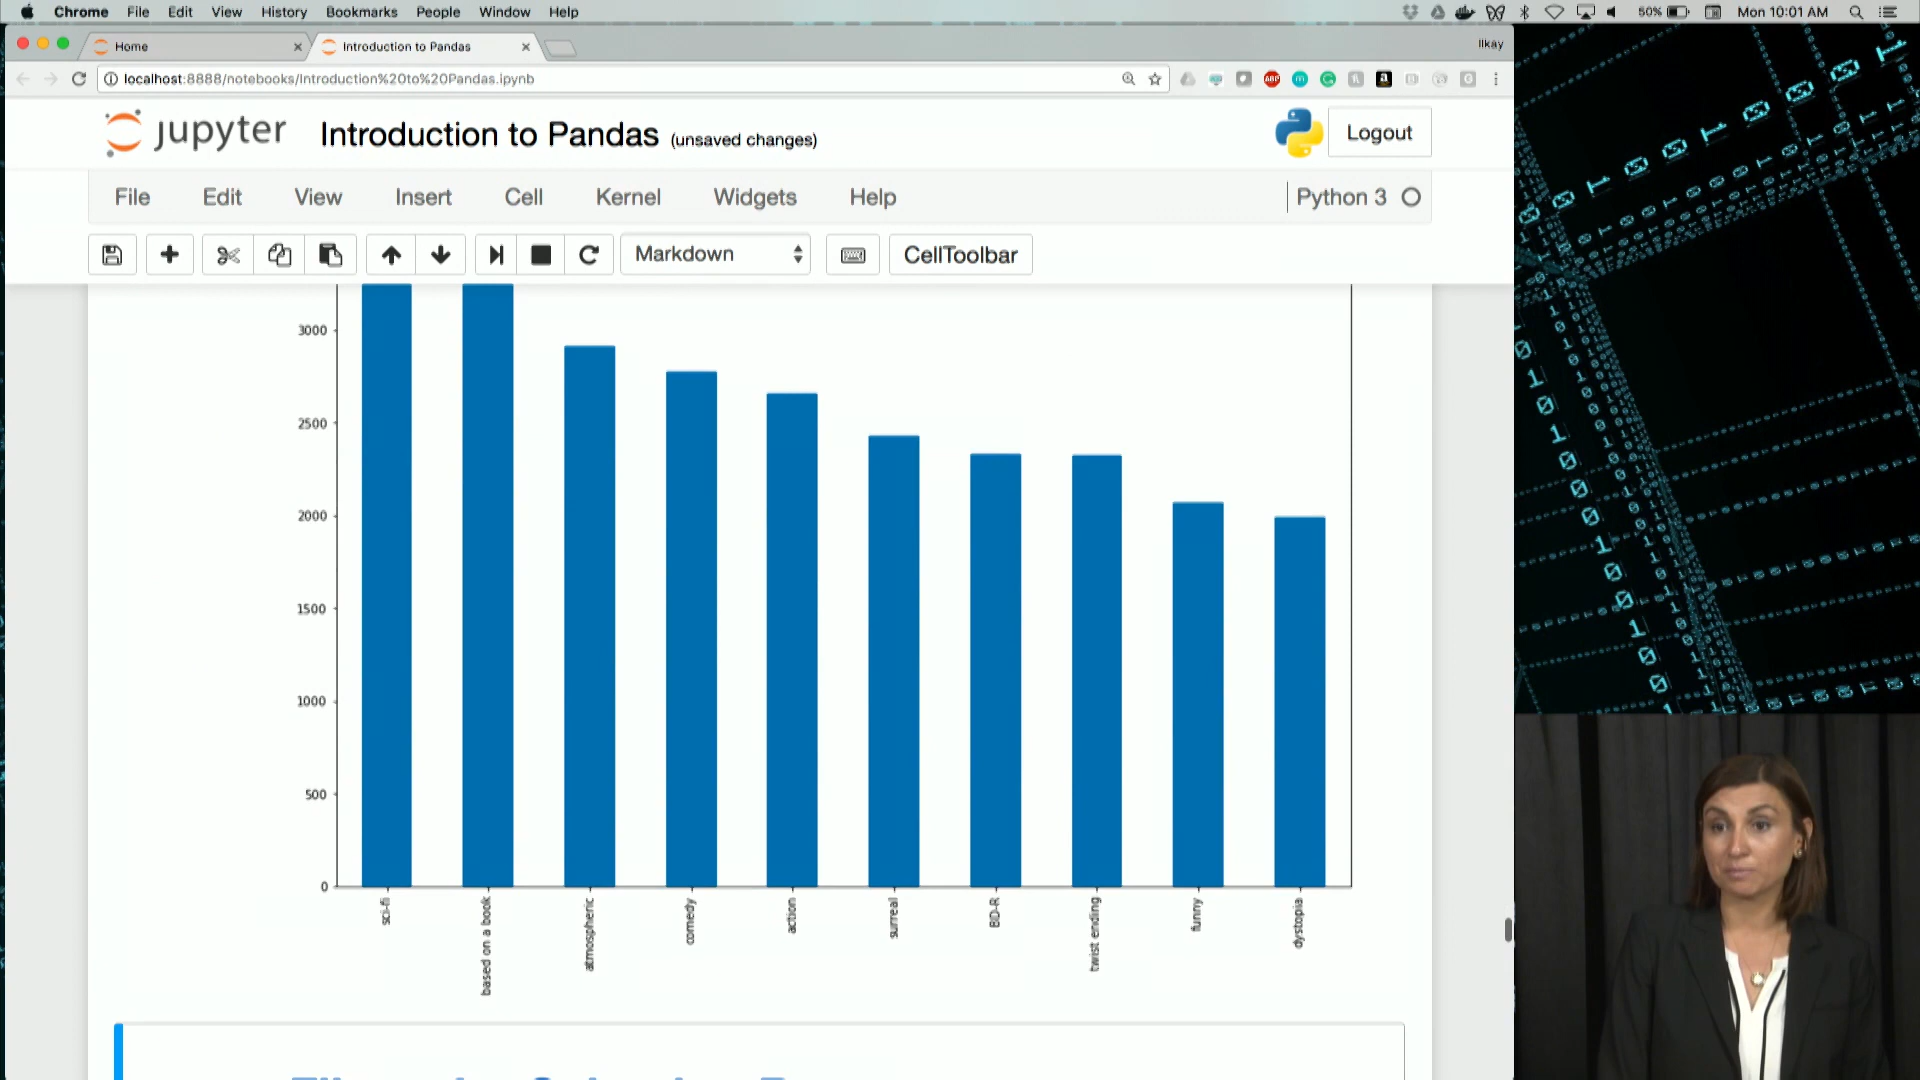 Chrome File Edit View History Bookmarks People Window Help 50% Mon 10:01 AM
Home Introduction to Pandas Ilkay
localhost:8888/notebooks/Introduction%20to%20Pandas.ipynb ABP m a
jupyter Introduction to Pandas (unsaved changes) Logout
File Edit View Insert Cell Kernel Widgets Help Python 3
Markdown CellToolbar
3000
2500
2000
1500
1000
500
0
sci-fi
based on a book
atmospheric
comedy
action
surreal
BD-R
twist ending
funny
dystopia